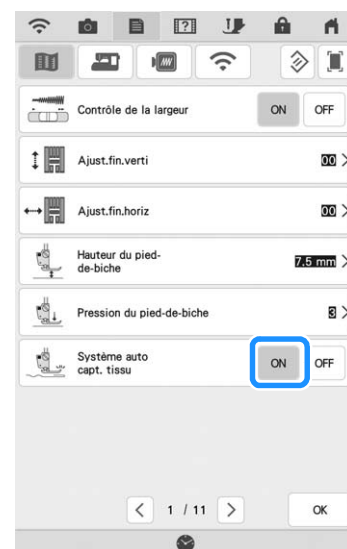 Contrôle de la largeur ON OFF
Ajust.fin.verti 00
Ajust.fin.horiz 00
Hauteur du pied-
de-biche 7.5 mm
Pression du pied-de-biche 3
Système auto
capt. tissu ON OFF
< 1 / 11 > OK